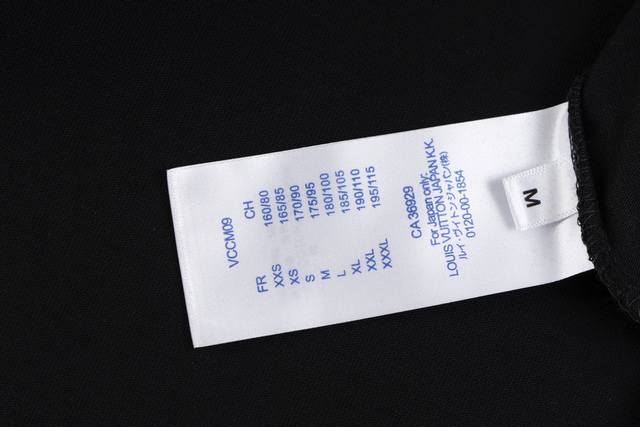 VCCM09
FR CH
XXS 160/80
XS 165/85
S 170/90
M 175/95
L 180/100
XL 185/105
XXL 190/110
XXXL 195/115
CA 36929
For Japan only:
LOUIS VUITTON JAPAN K.K.
ルイ・ヴィトンジャパン(株)
0120-00-1854
M